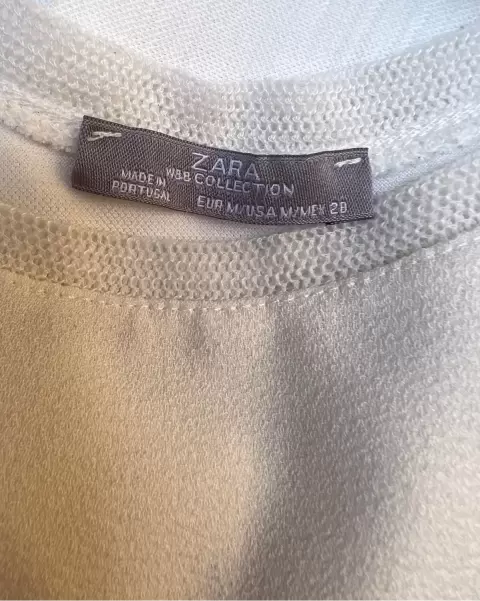 ZARA
W&B COLLECTION
MADE IN
PORTUGAL
EUR M/USA M/MEX 28